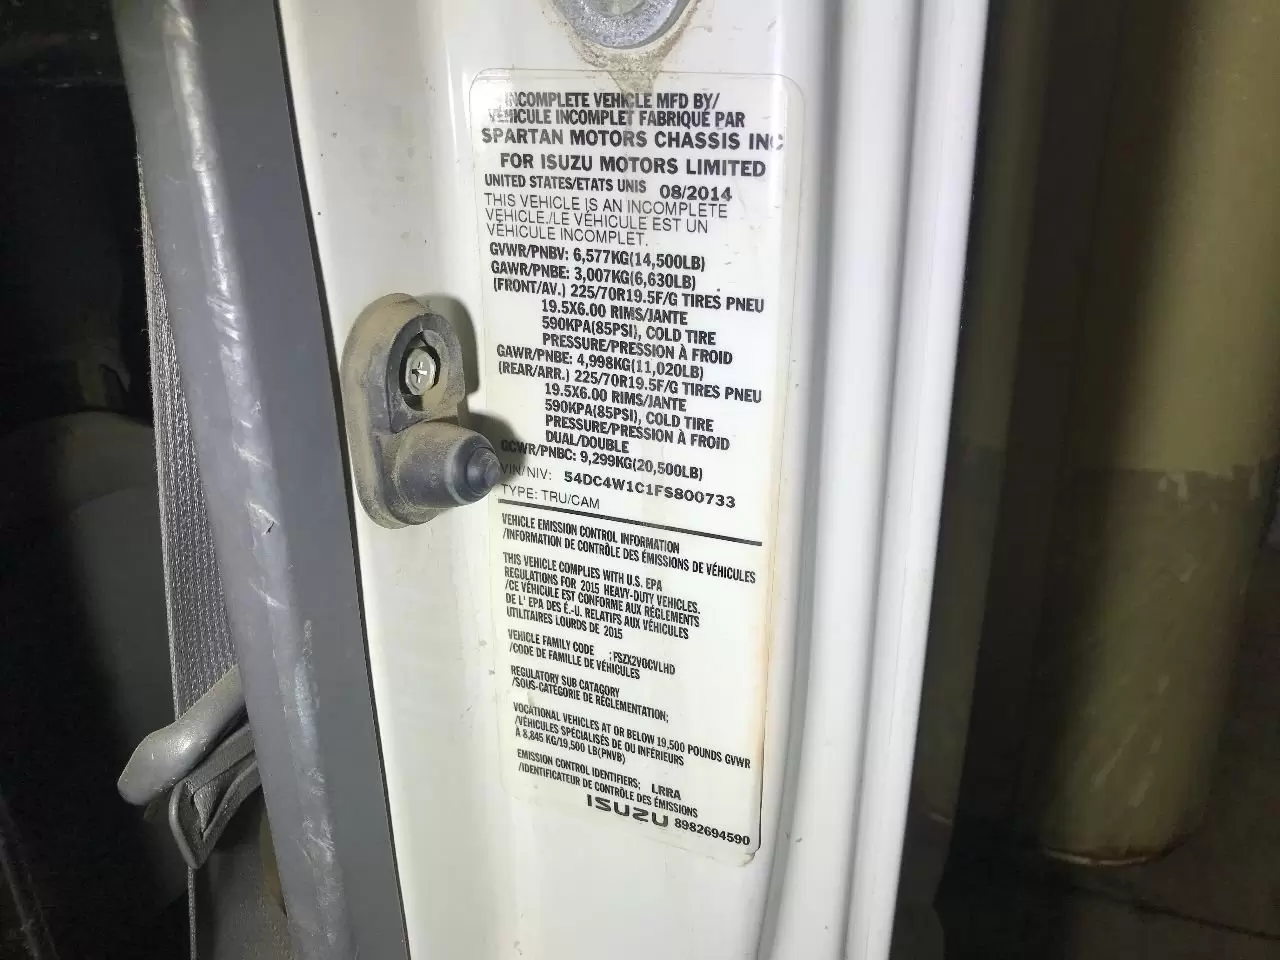 INCOMPLETE VEHICLE MFD BY/
VÉHICULE INCOMPLET FABRIQUÉ PAR
SPARTAN MOTORS CHASSIS INC
FOR ISUZU MOTORS LIMITED
UNITED STATES/ETATS UNIS 08/2014
THIS VEHICLE IS AN INCOMPLETE
VEHICLE./LE VÉHICULE EST UN
VÉHICULE INCOMPLET.
GVWR/PNBV: 6,577KG(14,500LB)
GAWR/PNBE: 3,007KG(6,630LB)
(FRONT/AV.) 225/70R19.5F/G TIRES PNEU
19.5X6.00 RIMS/JANTE
590KPA(85PSI), COLD TIRE
PRESSURE/PRESSION À FROID
GAWR/PNBE: 4,998KG(11,020LB)
(REAR/ARR.) 225/70R19.5F/G TIRES PNEU
19.5X6.00 RIMS/JANTE
590KPA(85PSI), COLD TIRE
PRESSURE/PRESSION À FROID
DUAL/DOUBLE
GCWR/PNBC: 9,299KG(20,500LB)
VIN/NIV: 54DC4W1C1FS800733
TYPE: TRU/CAM
VEHICLE EMISSION CONTROL INFORMATION
/INFORMATION DE CONTRÔLE DES ÉMISSIONS DE VÉHICULES
THIS VEHICLE COMPLIES WITH U.S. EPA
REGULATIONS FOR 2015 HEAVY-DUTY VEHICLES.
/CE VÉHICULE EST CONFORME AUX RÈGLEMENTS
DE L' EPA DES É.-U. RELATIFS AUX VÉHICULES
UTILITAIRES LOURDS DE 2015
VEHICLE FAMILY CODE : FSZX2VOCVLHD
/CODE DE FAMILLE DE VÉHICULES
REGULATORY SUB CATAGORY
/SOUS-CATÉGORIE DE RÉGLEMENTATION;
VOCATIONAL VEHICLES AT OR BELOW 19,500 POUNDS GVWR
/VÉHICULES SPÉCIALISÉS DE OU INFÉRIEURS
À 8,845 KG/19,500 LB(PNVB)
EMISSION CONTROL IDENTIFIERS; LRRA
/IDENTIFICATEUR DE CONTRÔLE DES ÉMISSIONS
ISUZU 8982694590